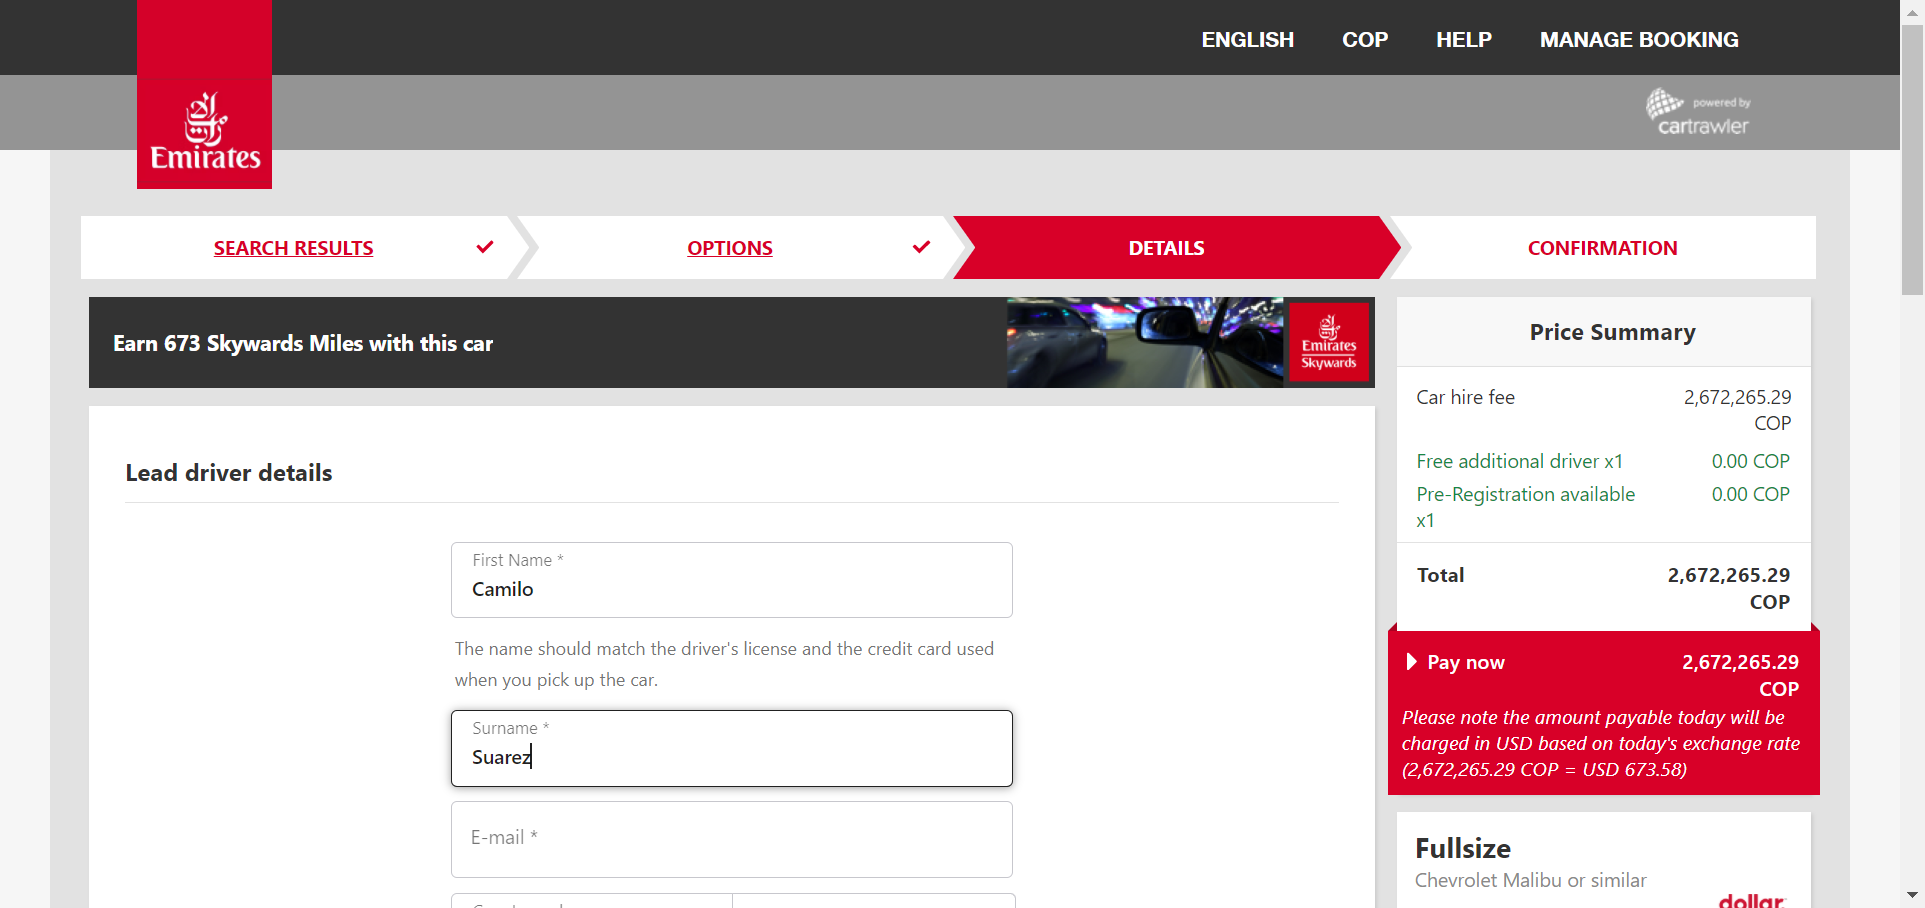 ENGLISH COP HELP MANAGE BOOKING
powered by
cartrawler
Emirates
SEARCH RESULTS
OPTIONS
DETAILS
CONFIRMATION
Earn 673 Skywards Miles with this car
Emirates
Skywards
Lead driver details
First Name *
Camilo
The name should match the driver's license and the credit card used
when you pick up the car.
Surname *
Suarez
E-mail *
Price Summary
Car hire fee 2,672,265.29
COP
Free additional driver x1 0.00 COP
Pre-Registration available 0.00 COP
x1
Total 2,672,265.29
COP
Pay now 2,672,265.29
COP
Please note the amount payable today will be
charged in USD based on today's exchange rate
(2,672,265.29 COP = USD 673.58)
Fullsize
Chevrolet Malibu or similar
dollar